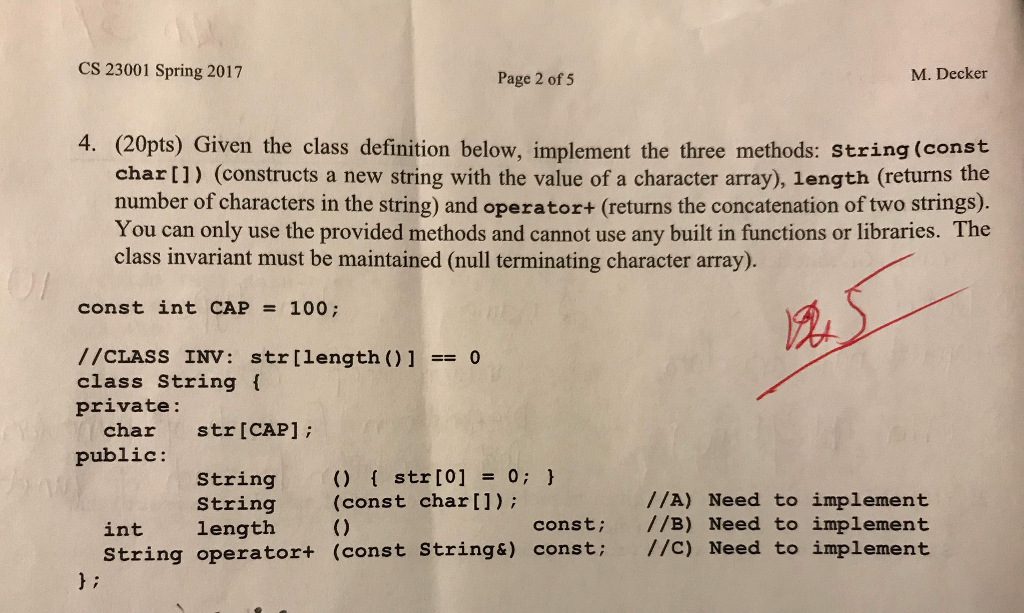 CS 23001 Spring 2017
Page 2 of 5
M. Decker
4. (20pts) Given the class definition below, implement the three methods: String(const
char[]) (constructs a new string with the value of a character array), length (returns the
number of characters in the string) and operator+ (returns the concatenation of two strings).
You can only use the provided methods and cannot use any built in functions or libraries. The
class invariant must be maintained (null terminating character array).
const int CAP = 100;
//CLASS INV: str[length()] == 0
class String {
private:
char str[CAP];
public:
String () { str[0] = 0; }
String (const char[]); //A) Need to implement
int length () const; //B) Need to implement
String operator+ (const String&) const; //C) Need to implement
};